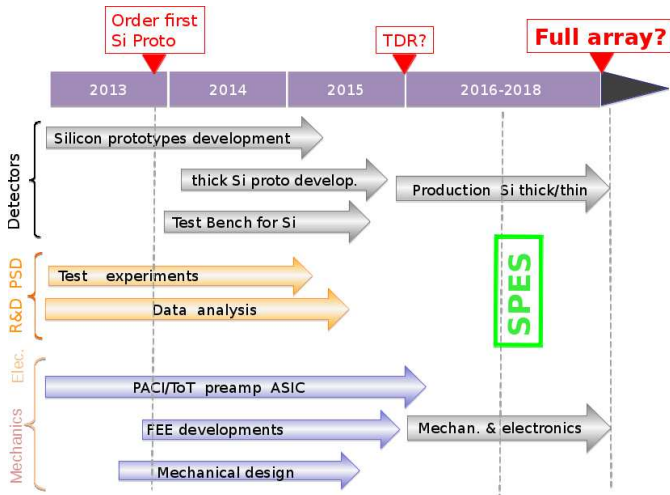 Order first
Si Proto
TDR?
Full array?
2013
2014
2015
2016-2018
Detectors
Silicon prototypes development
thick Si proto develop.
Production Si thick/thin
Test Bench for Si
R&D PSD
Test experiments
Data analysis
SPES
Elec.
Mechanics
PACI/ToT preamp ASIC
FEE developments
Mechan. & electronics
Mechanical design